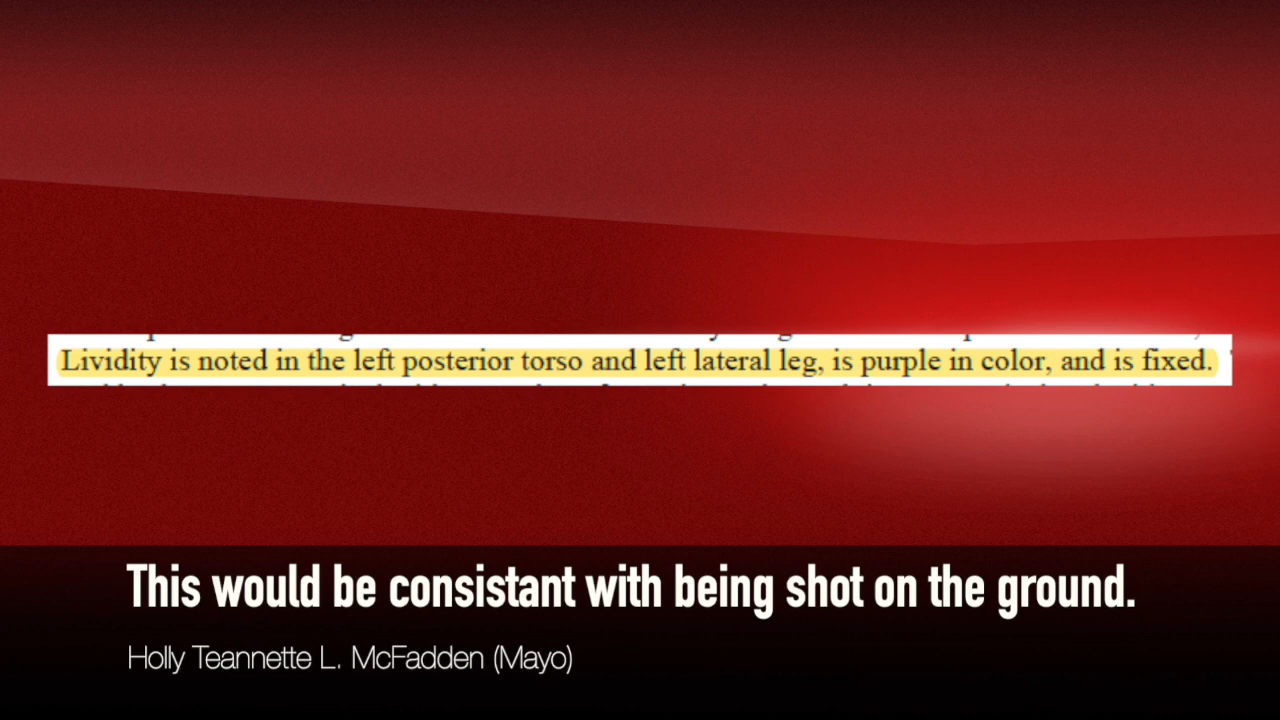 Lividity is noted in the left posterior torso and left lateral leg, is purple in color, and is fixed.
This would be consistant with being shot on the ground.
Holly Teannette L. McFadden (Mayo)